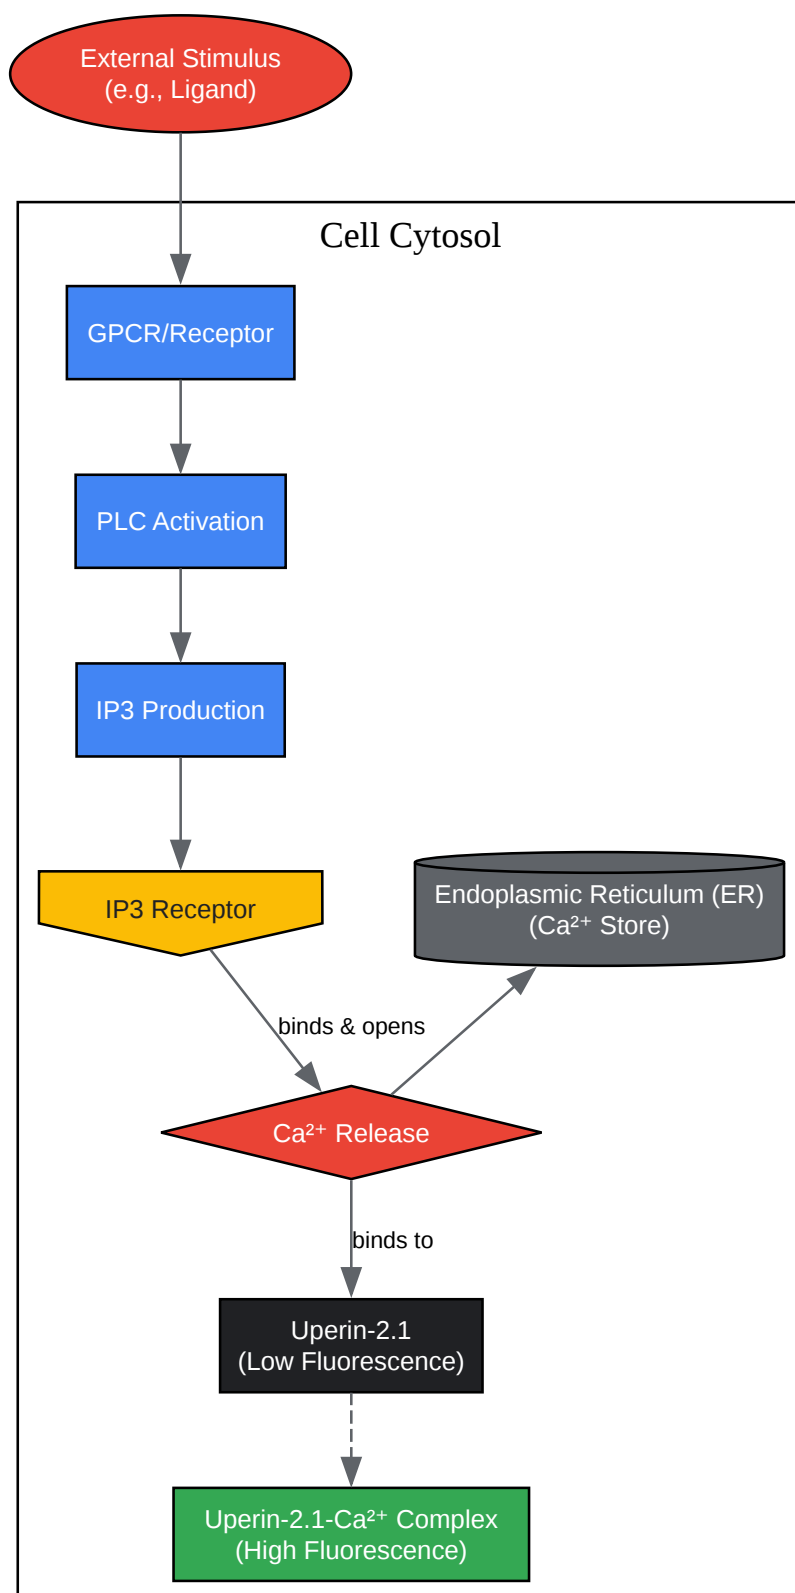 External Stimulus
(e.g., Ligand)
Cell Cytosol
GPCR/Receptor
PLC Activation
IP3 Production
IP3 Receptor
Endoplasmic Reticulum (ER)
(Ca²⁺ Store)
binds & opens
Ca²⁺ Release
binds to
Uperin-2.1
(Low Fluorescence)
Uperin-2.1-Ca²⁺ Complex
(High Fluorescence)